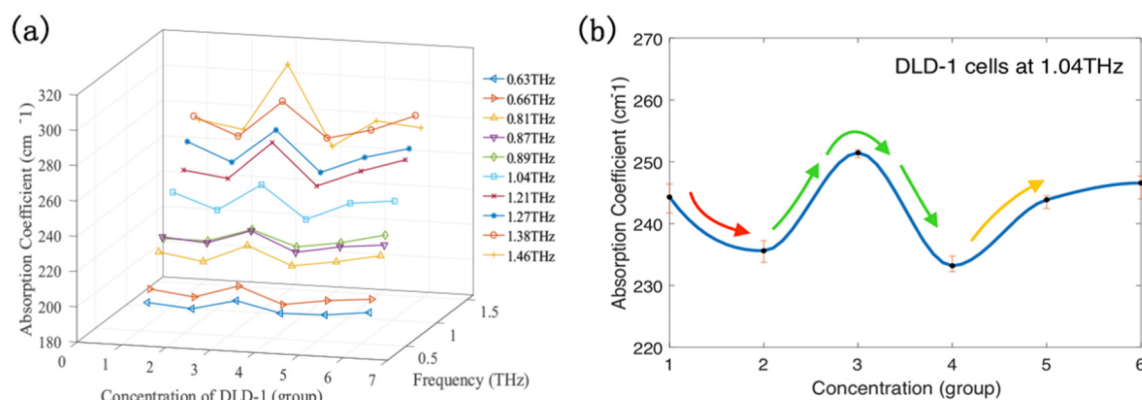 (a)
Absorption Coefficient (cm⁻¹)
320
300
280
260
240
220
200
180
0
1
2
3
4
5
6
7
Concentration of DLD-1 (group)
0.5
1
1.5
Frequency (THz)
0.63THz
0.66THz
0.81THz
0.87THz
0.89THz
1.04THz
1.21THz
1.27THz
1.38THz
1.46THz
(b)
DLD-1 cells at 1.04THz
Absorption Coefficient (cm⁻¹)
270
260
250
240
230
220
1
2
3
4
5
6
Concentration (group)